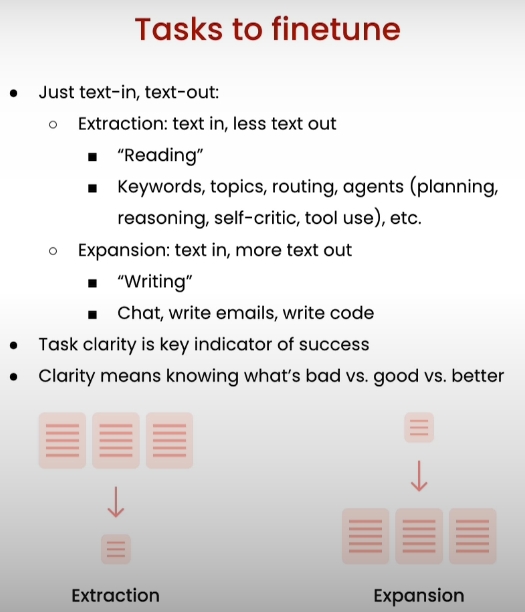 Tasks to finetune
● Just text-in, text-out:
○ Extraction: text in, less text out
■ “Reading”
■ Keywords, topics, routing, agents (planning,
reasoning, self-critic, tool use), etc.
○ Expansion: text in, more text out
■ “Writing”
■ Chat, write emails, write code
● Task clarity is key indicator of success
● Clarity means knowing what’s bad vs. good vs. better
Extraction
Expansion